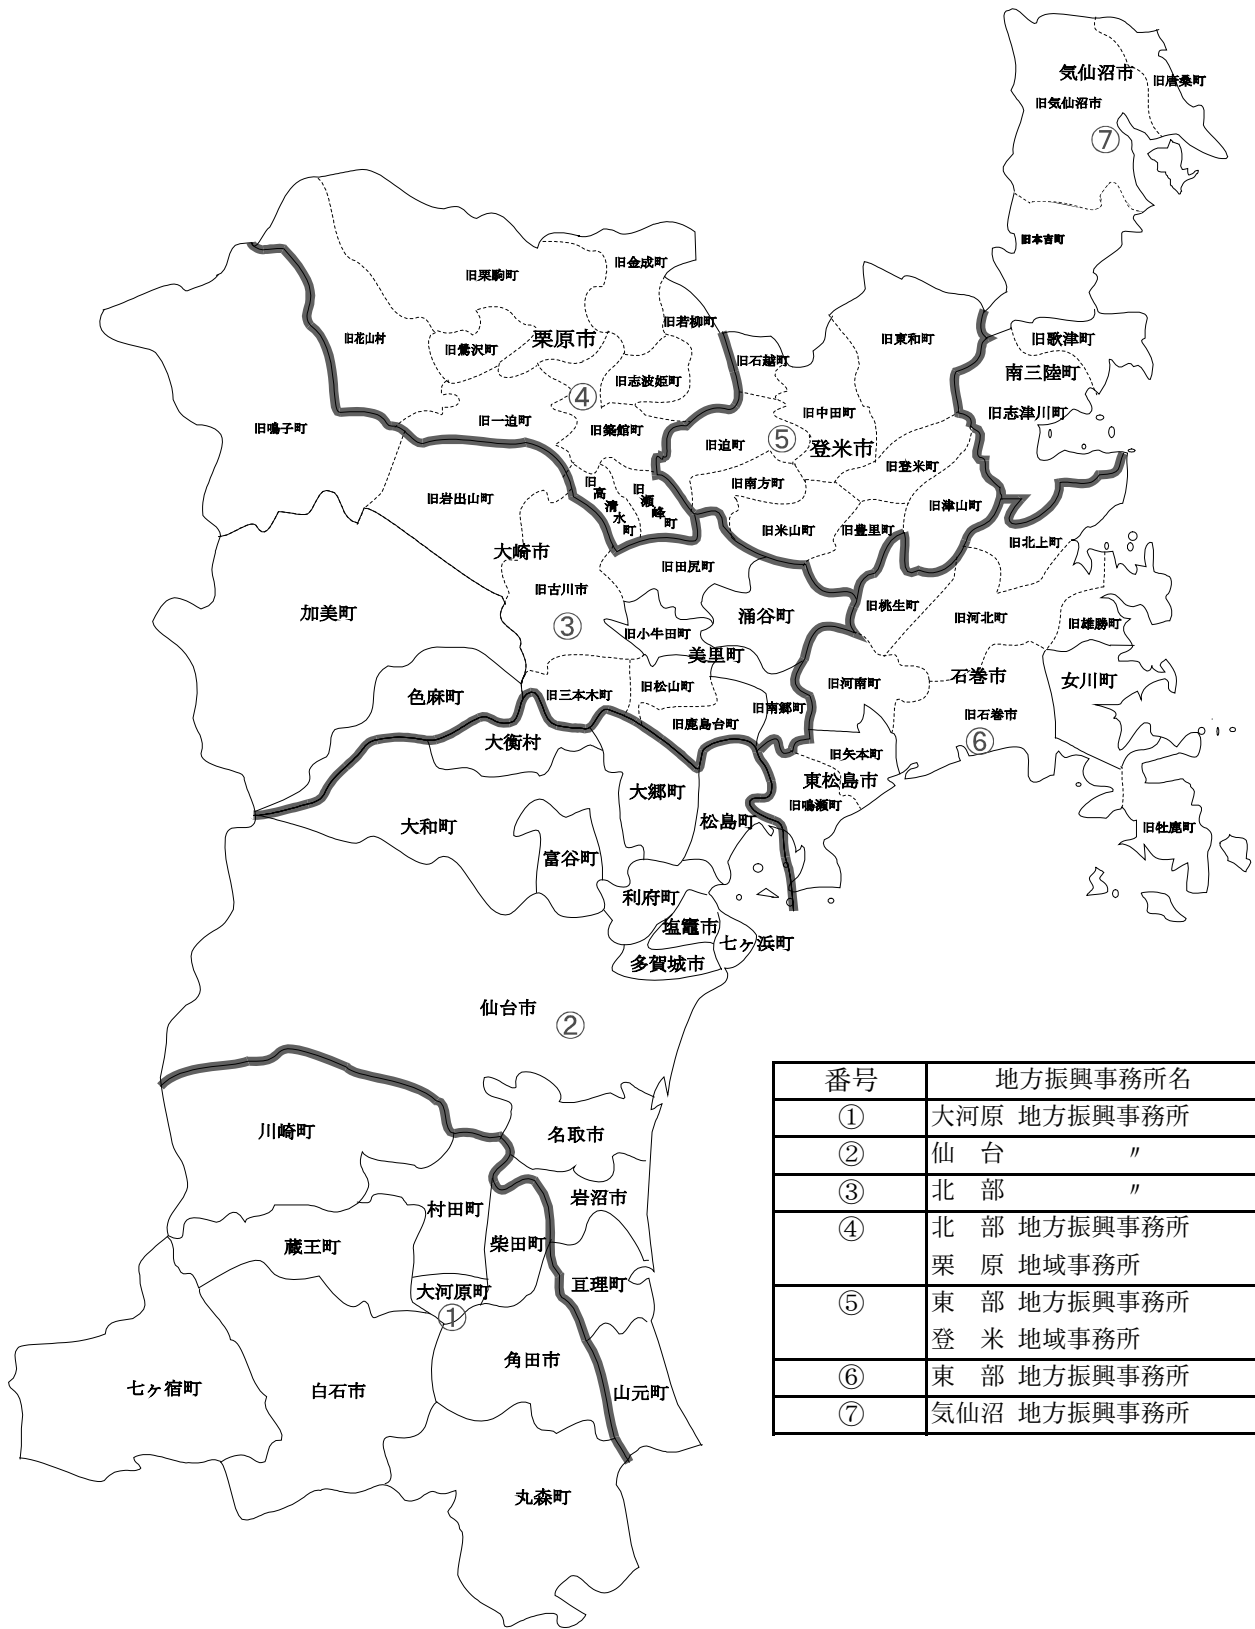 気仙沼市
旧唐桑町
旧気仙沼市
⑦
旧本吉町
旧金成町
旧栗駒町
旧若柳町
旧花山村
旧鶯沢町
栗原市
旧石越町
旧東和町
旧歌津町
南三陸町
旧志波姫町
④
旧一迫町
旧築館町
旧中田町
旧志津川町
旧鳴子町
旧迫町
⑤
登米市
旧登米町
旧岩出山町
旧高清水町
旧瀬峰町
旧南方町
旧津山町
旧米山町
旧豊里町
旧北上町
大崎市
旧田尻町
旧古川市
旧桃生町
加美町
③
旧小牛田町
涌谷町
旧河北町
旧雄勝町
美里町
色麻町
旧三本木町
旧松山町
旧河南町
石巻市
女川町
旧鹿島台町
旧南郷町
旧石巻市
⑥
大衡村
旧矢本町
東松島市
大郷町
旧鳴瀬町
大和町
松島町
旧牡鹿町
富谷町
利府町
塩竈市
七ヶ浜町
多賀城市
仙台市
②
川崎町
名取市
村田町
岩沼市
蔵王町
柴田町
大河原町
①
亘理町
角田市
七ヶ宿町
白石市
山元町
丸森町
番号 地方振興事務所名
① 大河原 地方振興事務所
② 仙 台 〃
③ 北 部 〃
④ 北 部 地方振興事務所
栗 原 地域事務所
⑤ 東 部 地方振興事務所
登 米 地域事務所
⑥ 東 部 地方振興事務所
⑦ 気仙沼 地方振興事務所